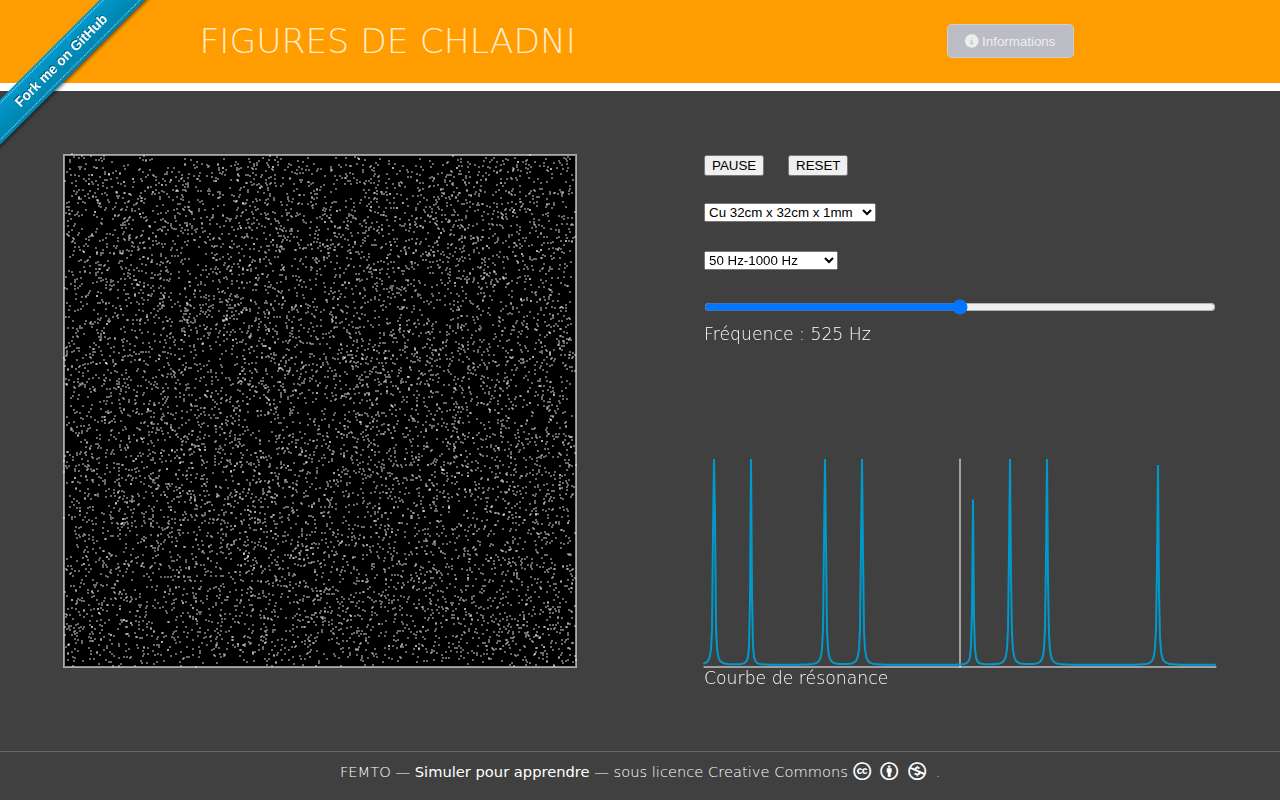 Fork me on GitHub
FIGURES DE CHLADNI
Informations
PAUSE RESET
Cu 32cm x 32cm x 1mm
50 Hz-1000 Hz
Fréquence : 525 Hz
Courbe de résonance
FEMTO — Simuler pour apprendre — sous licence Creative Commons .